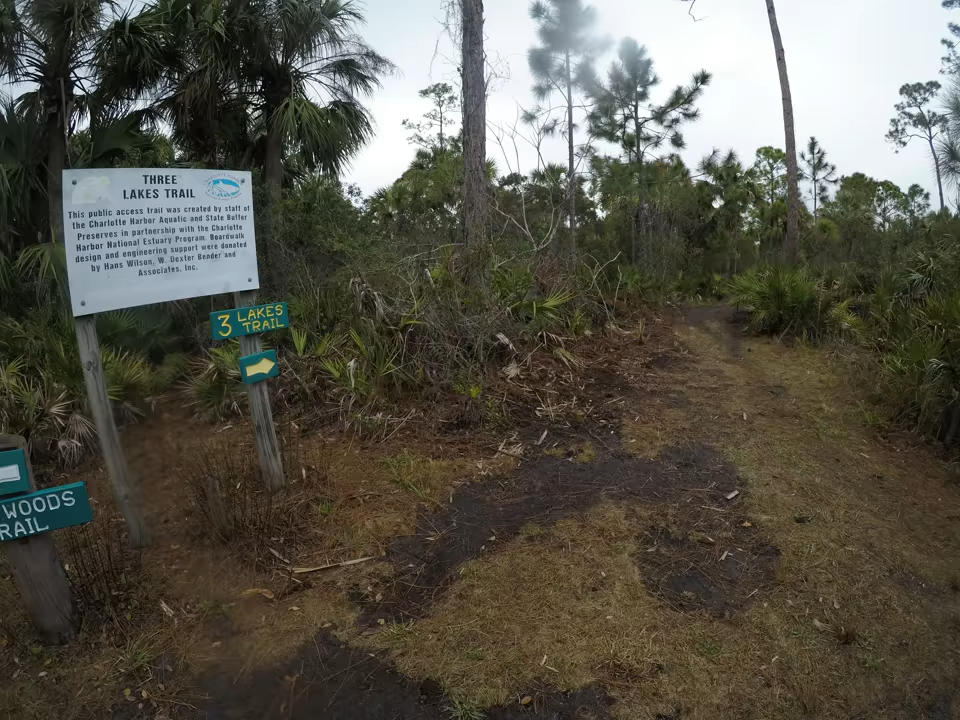 THREE
LAKES TRAIL
This public access trail was created by staff of
the Charlotte Harbor Aquatic and State Buffer
Preserves in partnership with the Charlotte
Harbor National Estuary Program. Boardwalk
design and engineering support were donated
by Hans Wilson, W. Dexter Bender and
Associates, Inc.
3 LAKES
TRAIL
WOODS
RAIL